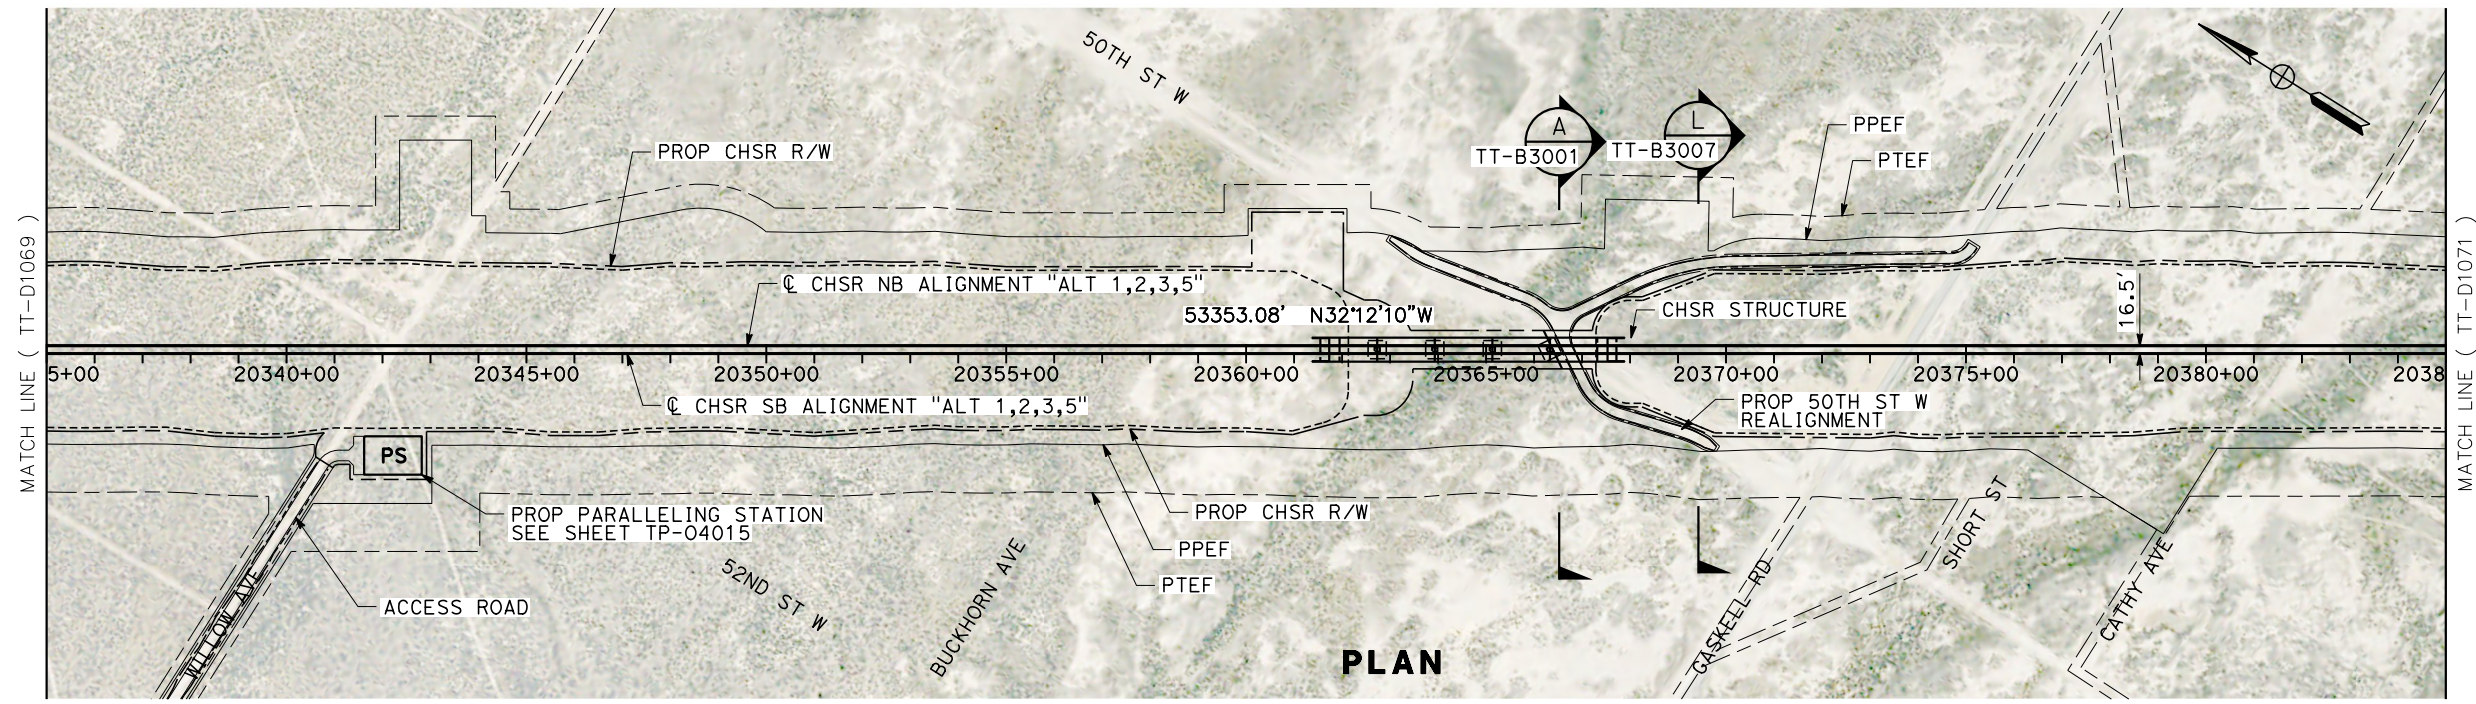 50TH ST W
A
TT-B3001
L
TT-B3007
PPEF
PTEF
PROP CHSR R/W
MATCH LINE ( TT-D1069 )
MATCH LINE ( TT-D1071 )
℄ CHSR NB ALIGNMENT "ALT 1,2,3,5"
53353.08' N32°12'10"W
CHSR STRUCTURE
16.5'
5+00
20340+00
20345+00
20350+00
20355+00
20360+00
20365+00
20370+00
20375+00
20380+00
2038
℄ CHSR SB ALIGNMENT "ALT 1,2,3,5"
PROP 50TH ST W
REALIGNMENT
PS
PROP PARALLELING STATION
SEE SHEET TP-04015
PROP CHSR R/W
PPEF
PTEF
ACCESS ROAD
WILLOW AVE
52ND ST W
BUCKHORN AVE
GASKELL RD
SHORT ST
CATHY AVE
PLAN